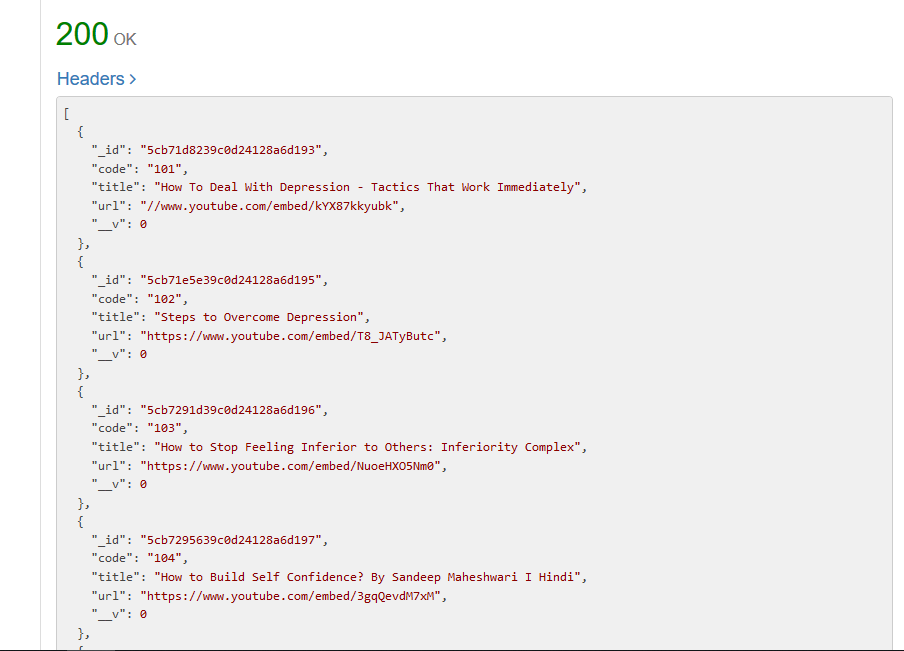 200 OK
Headers >
[
  {
    "_id": "5cb71d8239c0d24128a6d193",
    "code": "101",
    "title": "How To Deal With Depression - Tactics That Work Immediately",
    "url": "//www.youtube.com/embed/kYX87kkyubk",
    "__v": 0
  },
  {
    "_id": "5cb71e5e39c0d24128a6d195",
    "code": "102",
    "title": "Steps to Overcome Depression",
    "url": "https://www.youtube.com/embed/T8_JATyButc",
    "__v": 0
  },
  {
    "_id": "5cb7291d39c0d24128a6d196",
    "code": "103",
    "title": "How to Stop Feeling Inferior to Others: Inferiority Complex",
    "url": "https://www.youtube.com/embed/NuoeHXO5Nm0",
    "__v": 0
  },
  {
    "_id": "5cb7295639c0d24128a6d197",
    "code": "104",
    "title": "How to Build Self Confidence? By Sandeep Maheshwari I Hindi",
    "url": "https://www.youtube.com/embed/3gqQevdM7xM",
    "__v": 0
  },
  {